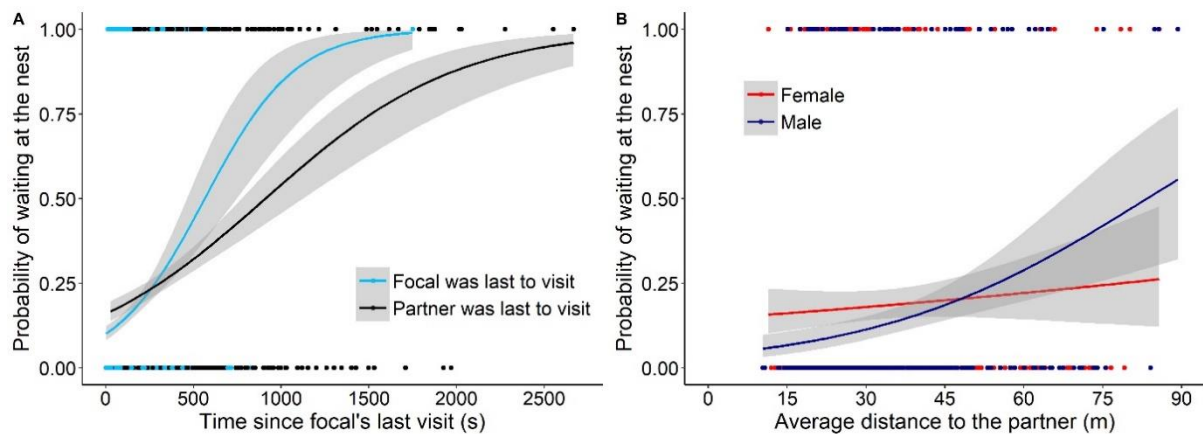 A
Probability of waiting at the nest
1.00
0.75
0.50
0.25
0.00
Focal was last to visit
Partner was last to visit
0 500 1000 1500 2000 2500
Time since focal's last visit (s)
B
Probability of waiting at the nest
1.00
0.75
0.50
0.25
0.00
Female
Male
0 15 30 45 60 75 90
Average distance to the partner (m)